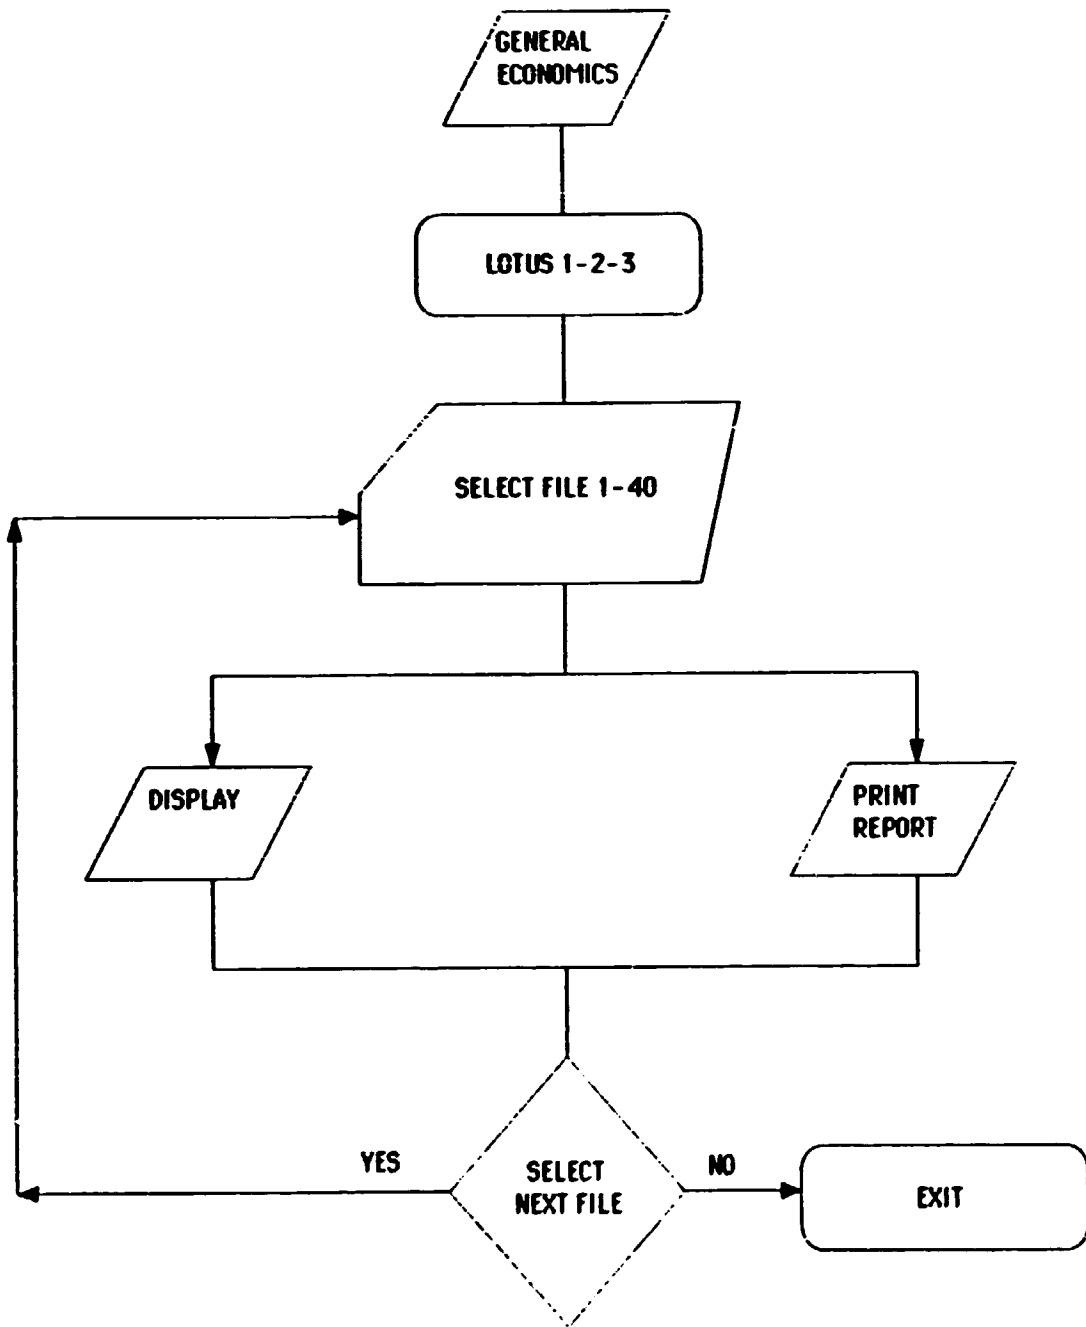 GENERAL
ECONOMICS
LOTUS 1-2-3
SELECT FILE 1-40
DISPLAY
PRINT
REPORT
YES
SELECT
NEXT FILE
NO
EXIT